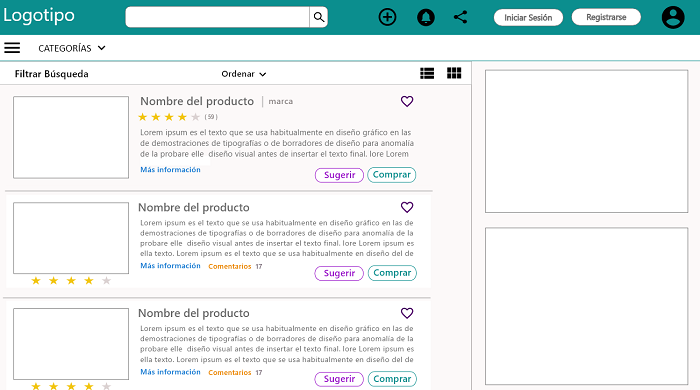 Logotipo
Iniciar Sesión
Registrarse
CATEGORÍAS
Filtrar Búsqueda
Ordenar
Nombre del producto | marca
( 59 )
Lorem ipsum es el texto que se usa habitualmente en diseño gráfico en las
de demostraciones de tipografías o de borradores de diseño para anomalía
de la probare elle diseño visual antes de insertar el texto final. lore Lorem
Más información
Sugerir
Comprar
Nombre del producto
Lorem ipsum es el texto que se usa habitualmente en diseño gráfico en las de
demostraciones de tipografías o de borradores de diseño para anomalía de la
probare elle diseño visual antes de insertar el texto final. lore Lorem ipsum es
ella texto. Lorem ipsum es el texto que se usa habitualmente en diseño del de
Más información
Comentarios 17
Sugerir
Comprar
Nombre del producto
Lorem ipsum es el texto que se usa habitualmente en diseño gráfico en las de
demostraciones de tipografías o de borradores de diseño para anomalía de la
probare elle diseño visual antes de insertar el texto final. lore Lorem ipsum es
ella texto. Lorem ipsum es el texto que se usa habitualmente en diseño del de
Más información
Comentarios 17
Sugerir
Comprar